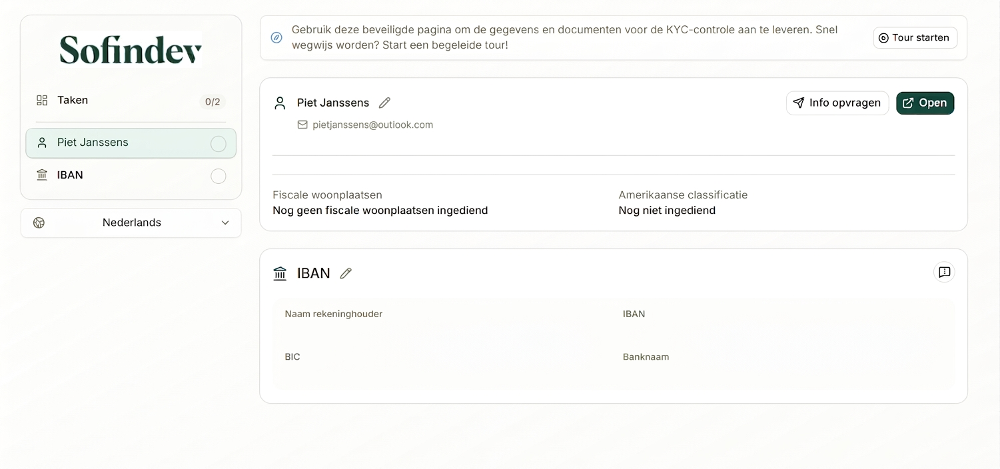 Sofindev
Taken
0/2
Piet Janssens
IBAN
Nederlands
Gebruik deze beveiligde pagina om de gegevens en documenten voor de KYC-controle aan te leveren. Snel
wegwijs worden? Start een begeleide tour!
Tour starten
Piet Janssens
Info opvragen
Open
pietjanssens@outlook.com
Fiscale woonplaatsen
Nog geen fiscale woonplaatsen ingediend
Amerikaanse classificatie
Nog niet ingediend
IBAN
Naam rekeninghouder
IBAN
BIC
Banknaam